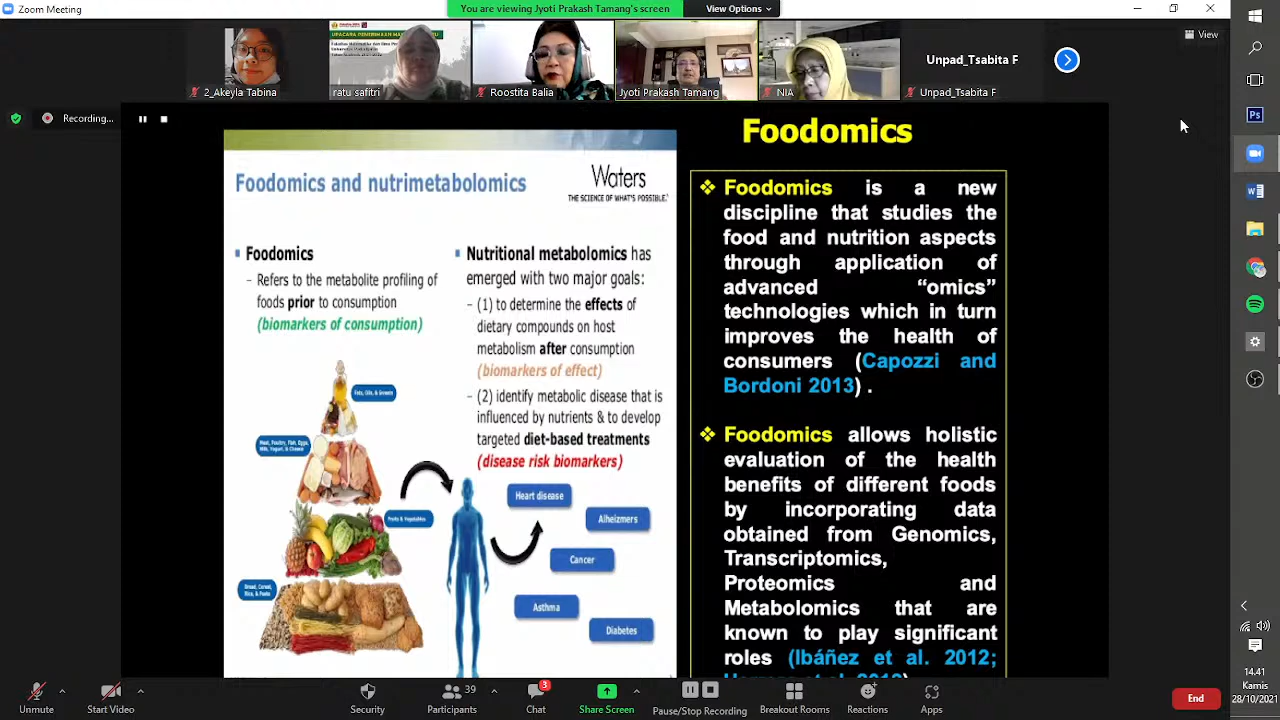 Zoom Meeting
You are viewing Jyoti Prakash Tamang's screen
View Options
View
2_Akeyla Tabina
ratu safitri
Roostita Balia
Jyoti Prakash Tamang
NIA
Unpad_Tsabita F
Unpad_Tsabita F
Recording...
Foodomics and nutrimetabolomics
Waters
THE SCIENCE OF WHAT'S POSSIBLE.
Foodomics
– Refers to the metabolite profiling of
foods prior to consumption
(biomarkers of consumption)
Fats, Oils, & Sweets
Meat, Poultry, Fish, Eggs,
Milk, Yogurt, & Cheese
Fruits & Vegetables
Bread, Cereal,
Rice, & Pasta
Nutritional metabolomics has
emerged with two major goals:
– (1) to determine the effects of
dietary compounds on host
metabolism after consumption
(biomarkers of effect)
– (2) identify metabolic disease that is
influenced by nutrients & to develop
targeted diet-based treatments
(disease risk biomarkers)
Heart disease
Alheizmers
Cancer
Asthma
Diabetes
Foodomics
❖ Foodomics is a new
discipline that studies the
food and nutrition aspects
through application of
advanced “omics”
technologies which in turn
improves the health of
consumers (Capozzi and
Bordoni 2013) .
❖ Foodomics allows holistic
evaluation of the health
benefits of different foods
by incorporating data
obtained from Genomics,
Transcriptomics,
Proteomics and
Metabolomics that are
known to play significant
roles (Ibáñez et al. 2012;
14:41
Kamis
28/10/2021
Unmute
Start Video
Security
39
Participants
3
Chat
Share Screen
Pause/Stop Recording
Breakout Rooms
Reactions
Apps
End